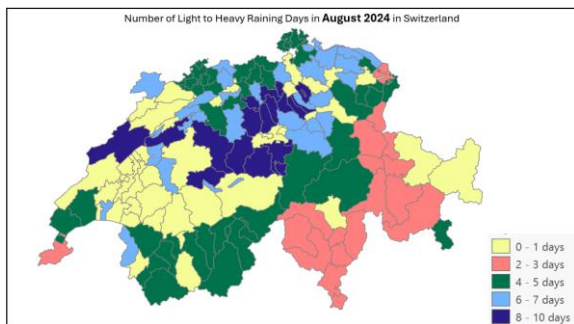 Number of Light to Heavy Raining Days in August 2024 in Switzerland
0 - 1 days
2 - 3 days
4 - 5 days
6 - 7 days
8 - 10 days